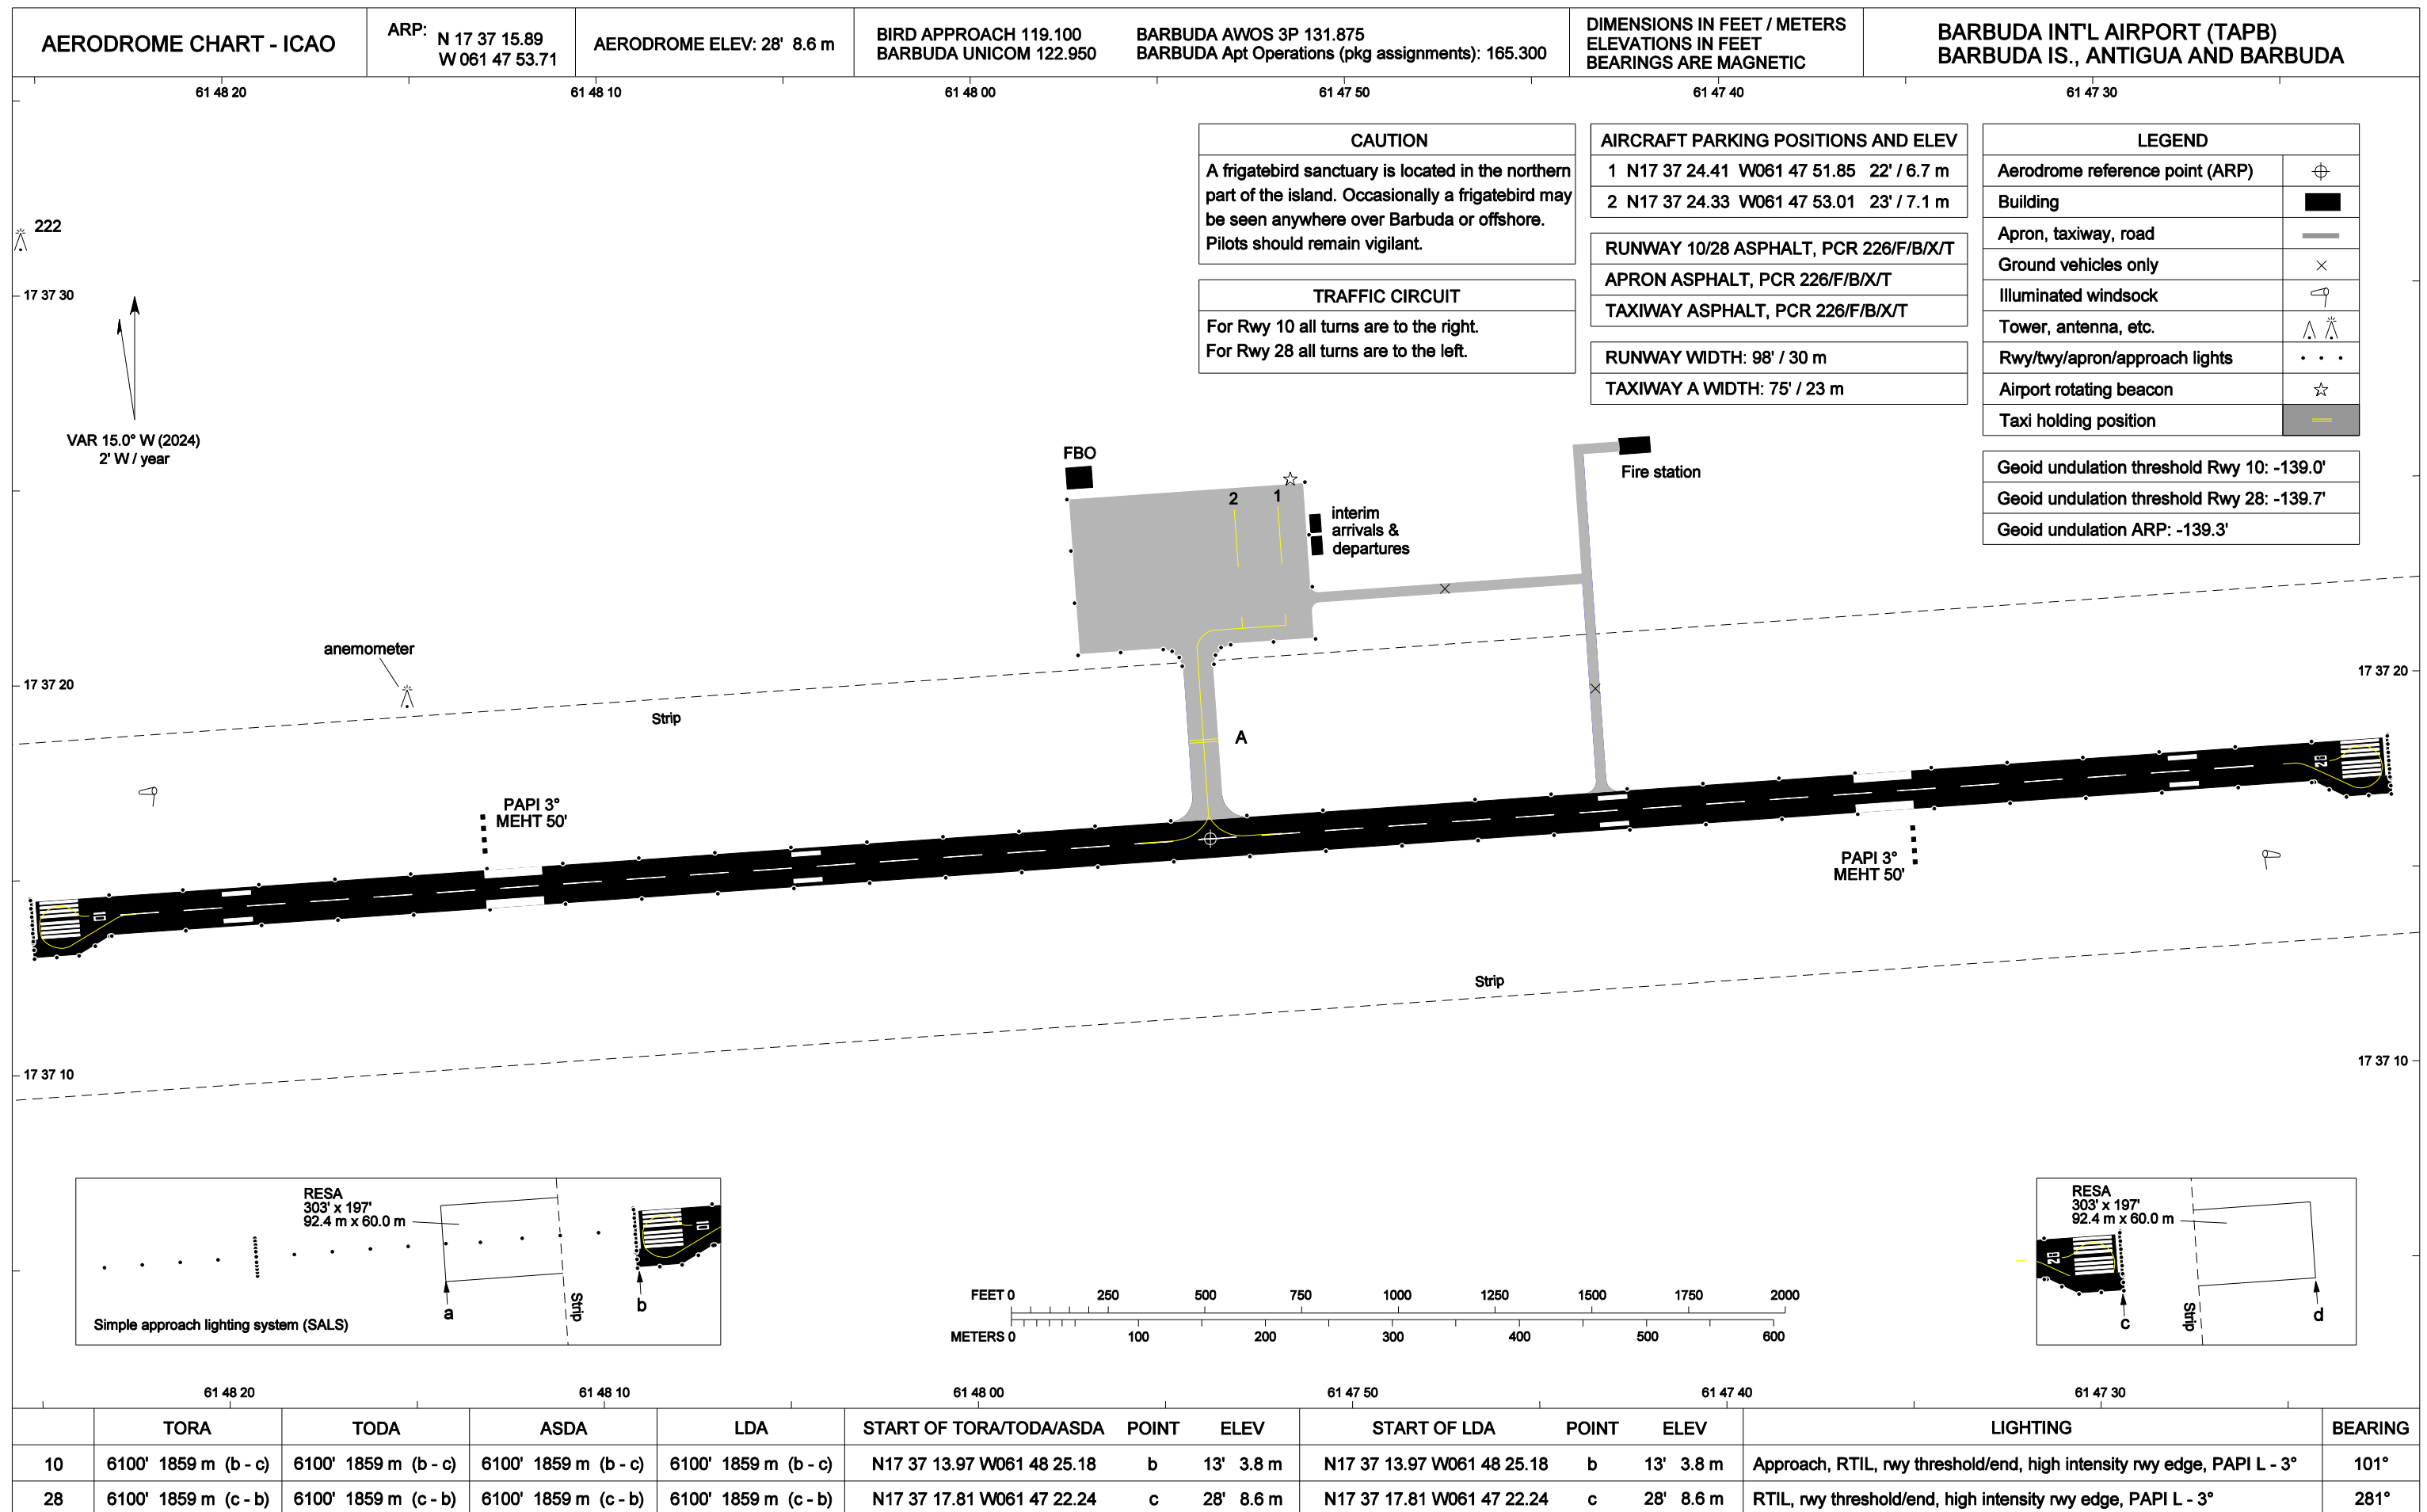 AERODROME CHART - ICAO
ARP: N 17 37 15.89
W 061 47 53.71
AERODROME ELEV: 28' 8.6 m
BIRD APPROACH 119.100
BARBUDA UNICOM 122.950
BARBUDA AWOS 3P 131.875
BARBUDA Apt Operations (pkg assignments): 165.300
DIMENSIONS IN FEET / METERS
ELEVATIONS IN FEET
BEARINGS ARE MAGNETIC
BARBUDA INT'L AIRPORT (TAPB)
BARBUDA IS., ANTIGUA AND BARBUDA
61 48 20 61 48 10 61 48 00 61 47 50 61 47 40 61 47 30
CAUTION
A frigatebird sanctuary is located in the northern
part of the island. Occasionally a frigatebird may
be seen anywhere over Barbuda or offshore.
Pilots should remain vigilant.
TRAFFIC CIRCUIT
For Rwy 10 all turns are to the right.
For Rwy 28 all turns are to the left.
AIRCRAFT PARKING POSITIONS AND ELEV
1 N17 37 24.41 W061 47 51.85 22' / 6.7 m
2 N17 37 24.33 W061 47 53.01 23' / 7.1 m
RUNWAY 10/28 ASPHALT, PCR 226/F/B/X/T
APRON ASPHALT, PCR 226/F/B/X/T
TAXIWAY ASPHALT, PCR 226/F/B/X/T
RUNWAY WIDTH: 98' / 30 m
TAXIWAY A WIDTH: 75' / 23 m
LEGEND
Aerodrome reference point (ARP)
Building
Apron, taxiway, road
Ground vehicles only
Illuminated windsock
Tower, antenna, etc.
Rwy/twy/apron/approach lights
Airport rotating beacon
Taxi holding position
Geoid undulation threshold Rwy 10: -139.0'
Geoid undulation threshold Rwy 28: -139.7'
Geoid undulation ARP: -139.3'
222
17 37 30
VAR 15.0° W (2024)
2' W / year
FBO
2 1
interim
arrivals &
departures
Fire station
anemometer
17 37 20
17 37 20
Strip
A
PAPI 3°
MEHT 50'
PAPI 3°
MEHT 50'
28
10
Strip
17 37 10
17 37 10
RESA
303' x 197'
92.4 m x 60.0 m
10
a
b
Strip
Simple approach lighting system (SALS)
FEET 0 250 500 750 1000 1250 1500 1750 2000
METERS 0 100 200 300 400 500 600
RESA
303' x 197'
92.4 m x 60.0 m
28
c
Strip
d
61 48 20 61 48 10 61 48 00 61 47 50 61 47 40 61 47 30
TORA TODA ASDA LDA START OF TORA/TODA/ASDA POINT ELEV START OF LDA POINT ELEV LIGHTING BEARING
10 6100' 1859 m (b - c) 6100' 1859 m (b - c) 6100' 1859 m (b - c) 6100' 1859 m (b - c) N17 37 13.97 W061 48 25.18 b 13' 3.8 m N17 37 13.97 W061 48 25.18 b 13' 3.8 m Approach, RTIL, rwy threshold/end, high intensity rwy edge, PAPI L - 3° 101°
28 6100' 1859 m (c - b) 6100' 1859 m (c - b) 6100' 1859 m (c - b) 6100' 1859 m (c - b) N17 37 17.81 W061 47 22.24 c 28' 8.6 m N17 37 17.81 W061 47 22.24 c 28' 8.6 m RTIL, rwy threshold/end, high intensity rwy edge, PAPI L - 3° 281°